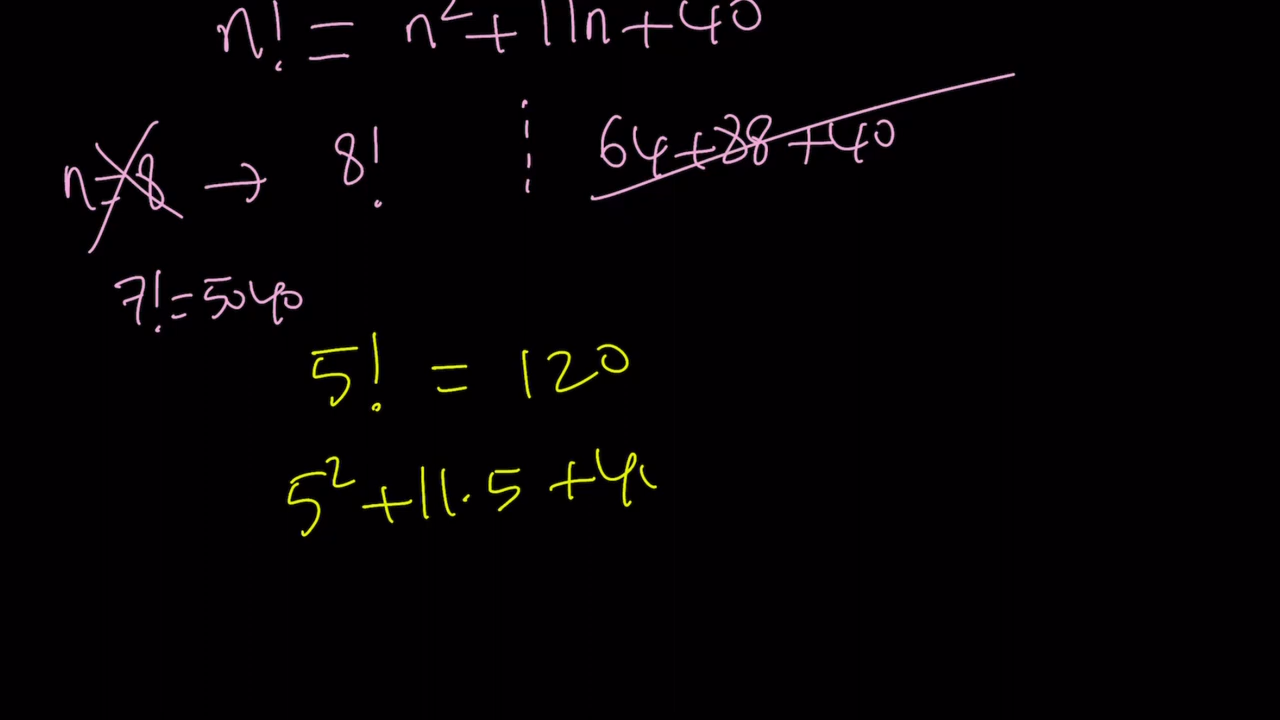 n! = n²+11n+40
n=8 → 8! 64+88+40
7!=5040
5! = 120
5²+11·5+4